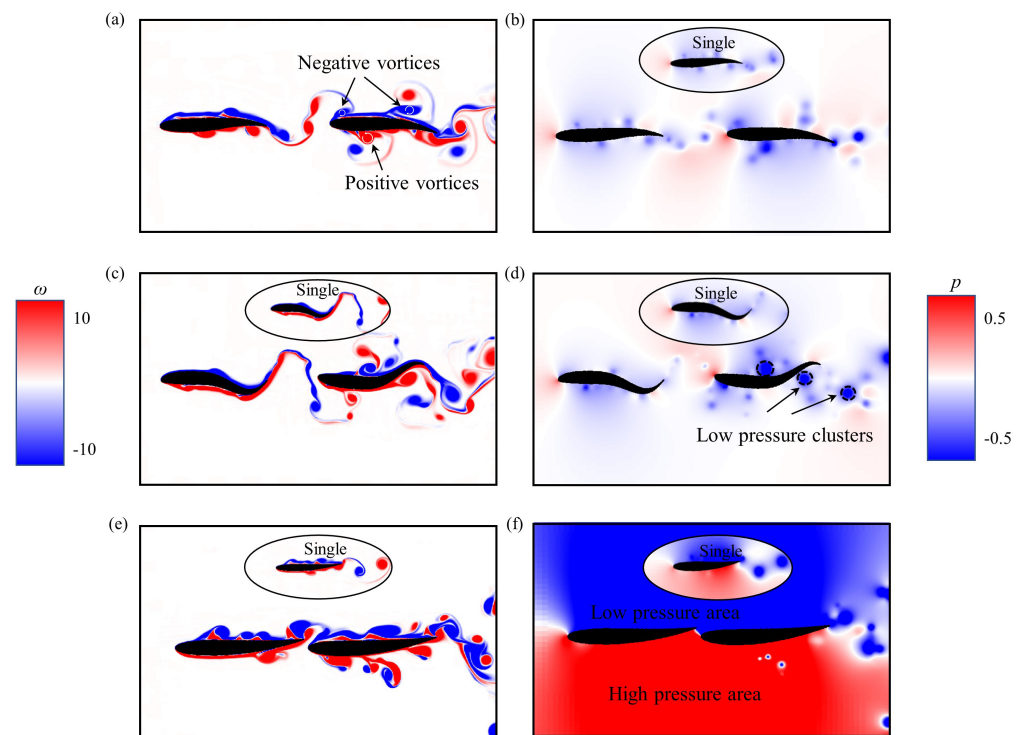 (a)
Negative vortices
Positive vortices
(b)
Single
(c)
Single
ω
10
-10
(d)
Single
Low pressure clusters
p
0.5
-0.5
(e)
Single
(f)
Single
Low pressure area
High pressure area